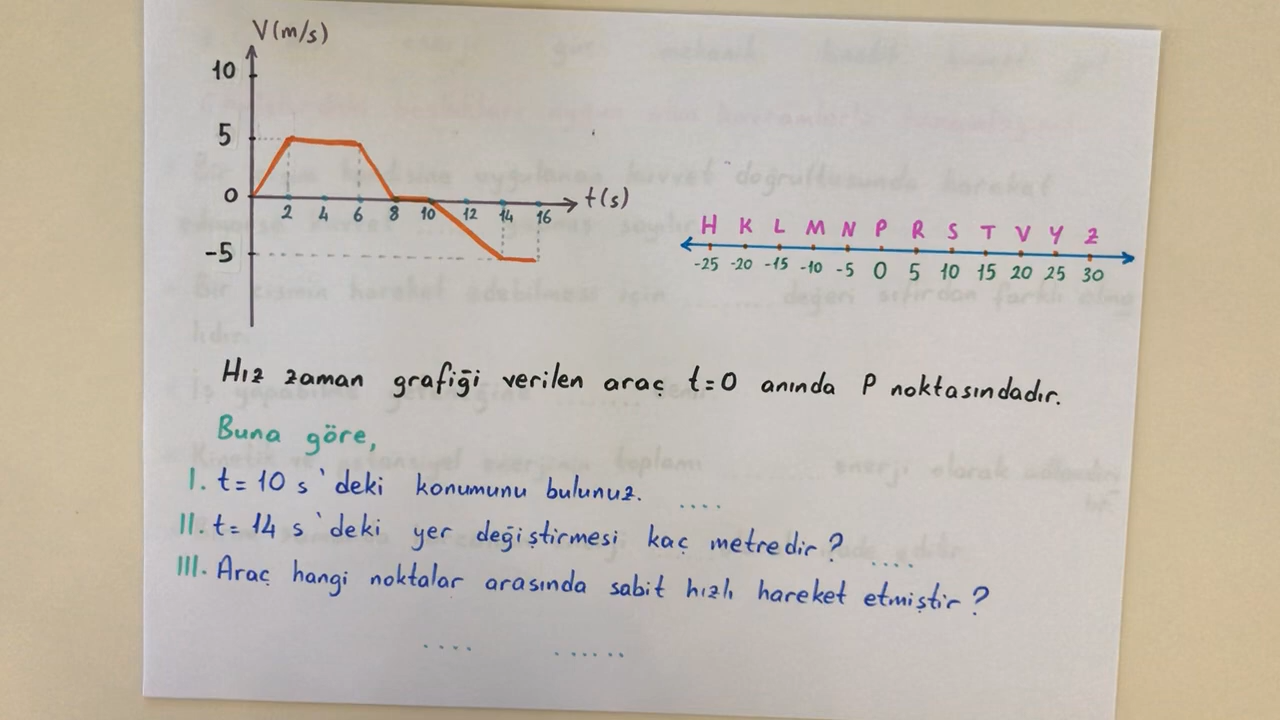 V(m/s)
10
5
0
-5
2 4 6 8 10 12 14 16
t(s)
H K L M N P R S T V Y Z
-25 -20 -15 -10 -5 0 5 10 15 20 25 30
Hız zaman grafiği verilen araç t=0 anında P noktasındadır.
Buna göre,
I. t= 10 s'deki konumunu bulunuz. ....
II. t= 14 s'deki yer değiştirmesi kaç metredir? ....
III. Araç hangi noktalar arasında sabit hızlı hareket etmiştir?
.... ......